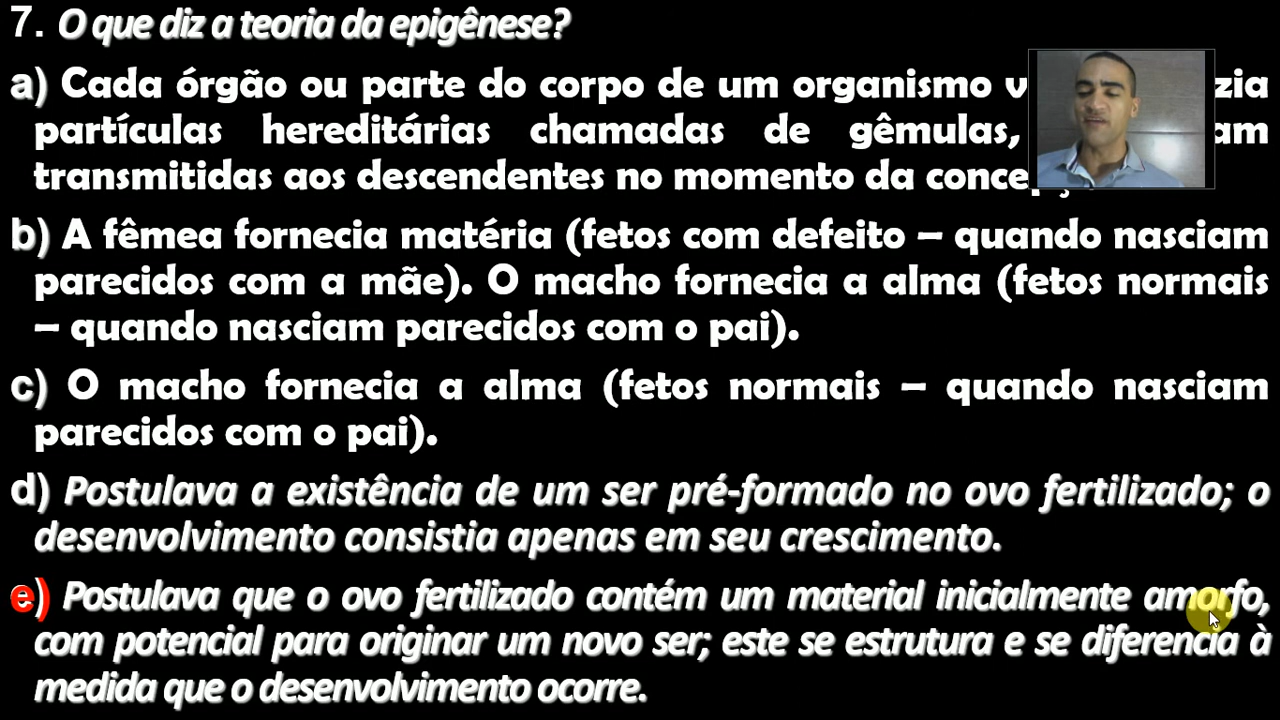 7. O que diz a teoria da epigênese?
a) Cada órgão ou parte do corpo de um organismo
partículas hereditárias chamadas de gêmulas,
transmitidas aos descendentes no momento da
b) A fêmea fornecia matéria (fetos com defeito – quando nasciam
parecidos com a mãe). O macho fornecia a alma (fetos normais
– quando nasciam parecidos com o pai).
c) O macho fornecia a alma (fetos normais – quando nasciam
parecidos com o pai).
d) Postulava a existência de um ser pré-formado no ovo fertilizado; o
desenvolvimento consistia apenas em seu crescimento.
e) Postulava que o ovo fertilizado contém um material inicialmente amorfo,
com potencial para originar um novo ser; este se estrutura e se diferencia à
medida que o desenvolvimento ocorre.